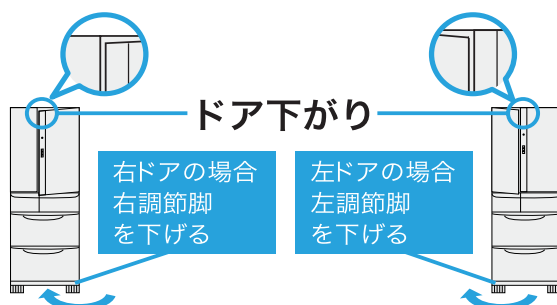 ドア下がり
右ドアの場合
右調節脚
を下げる
左ドアの場合
左調節脚
を下げる